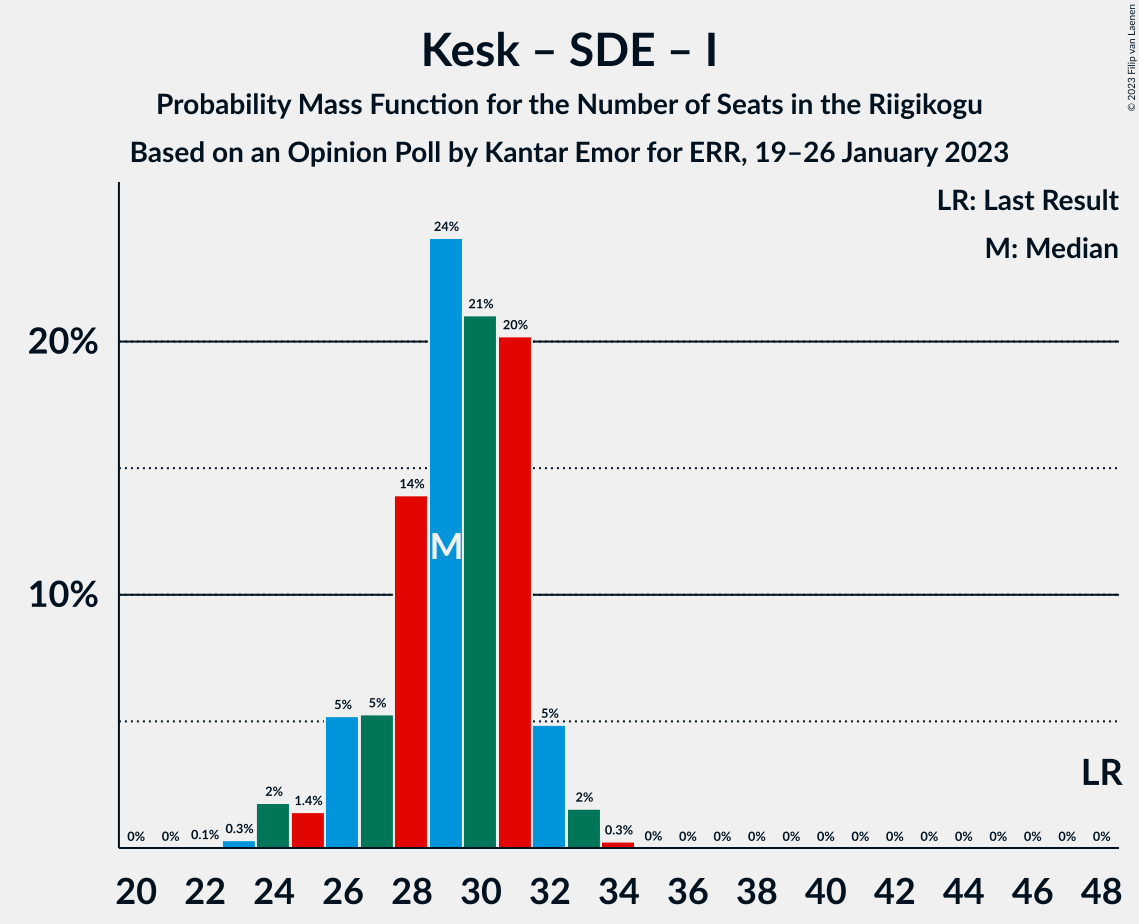 Kesk – SDE – I
Probability Mass Function for the Number of Seats in the Riigikogu
Based on an Opinion Poll by Kantar Emor for ERR, 19–26 January 2023
© 2023 Filip van Laenen
LR: Last Result
M: Median
20%
10%
0% 0% 0.1% 0.3% 2% 1.4% 5% 5% 14% 24% 21% 20% 5% 2% 0.3% 0% 0% 0% 0% 0% 0% 0% 0% 0% 0% 0% 0% 0% 0%
M
LR
20 22 24 26 28 30 32 34 36 38 40 42 44 46 48